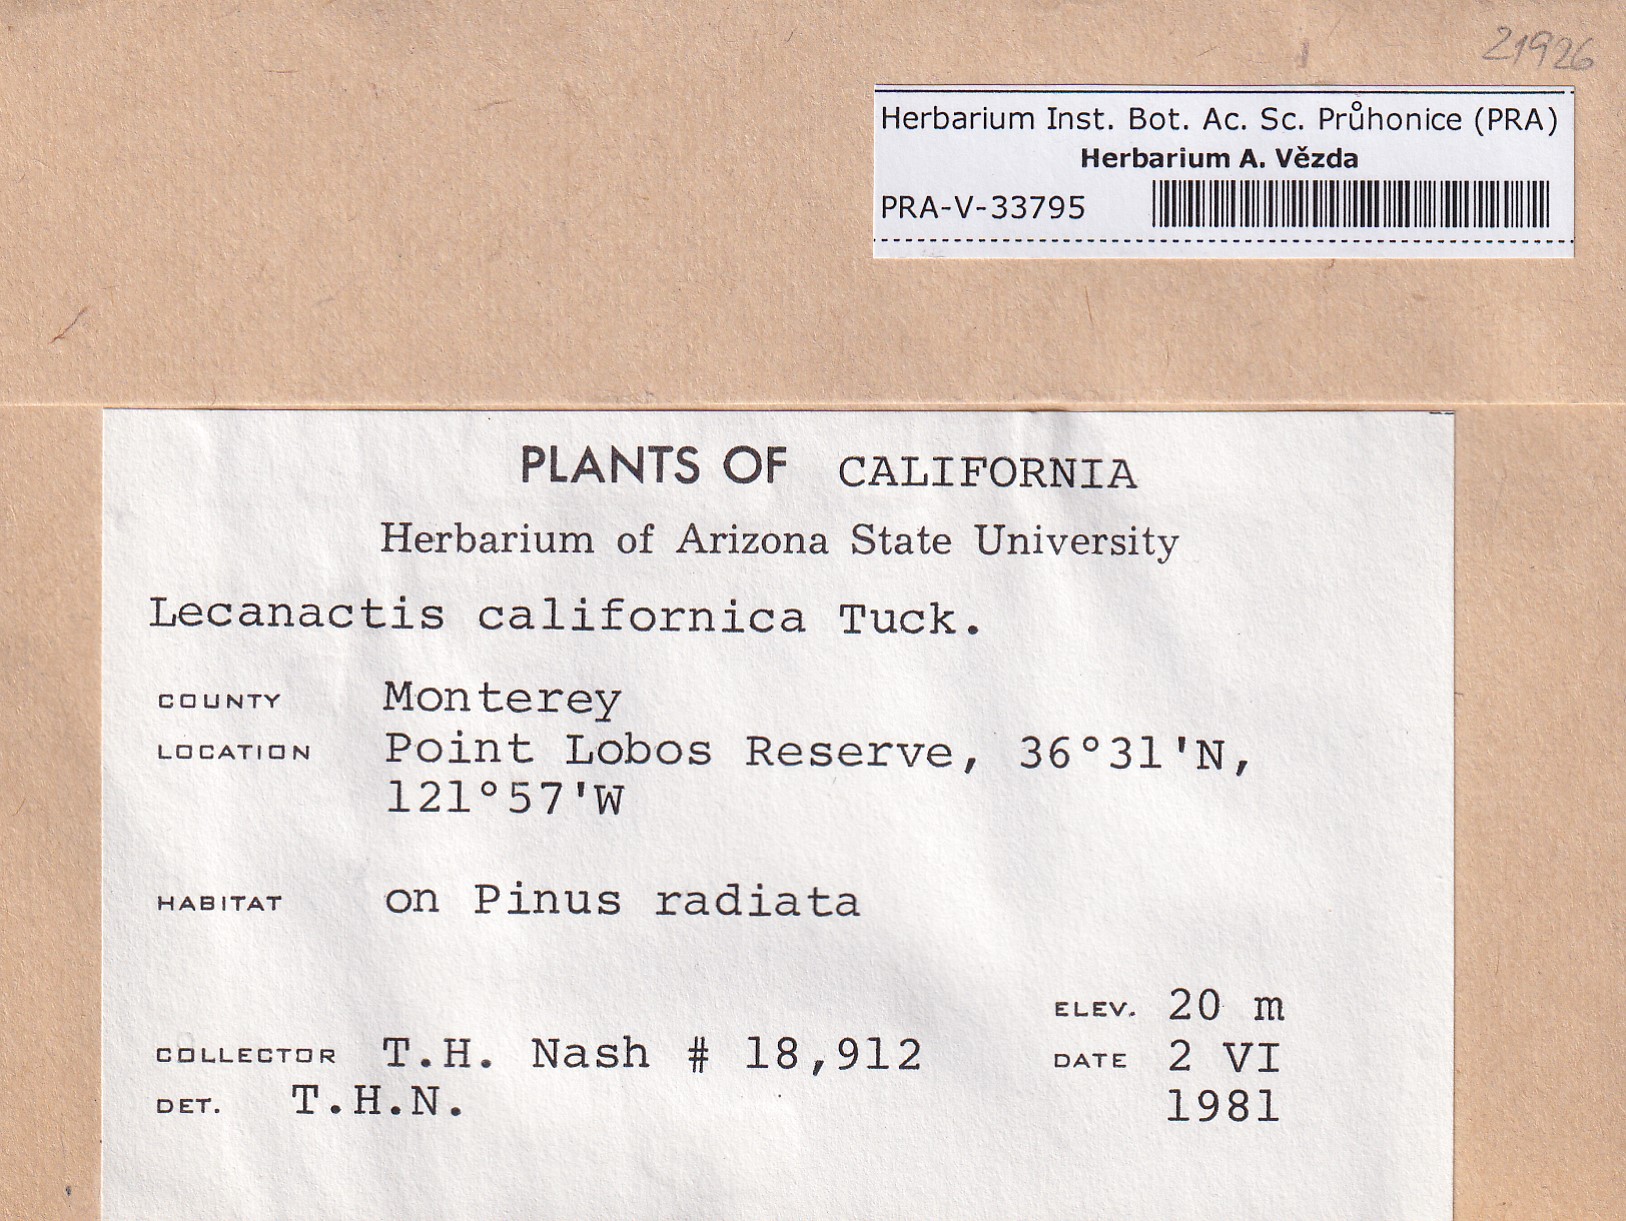 21926
Herbarium Inst. Bot. Ac. Sc. Průhonice (PRA)
Herbarium A. Vězda
PRA-V-33795
PLANTS OF CALIFORNIA
Herbarium of Arizona State University
Lecanactis californica Tuck.
COUNTY Monterey
LOCATION Point Lobos Reserve, 36°31'N,
121°57'W
HABITAT on Pinus radiata
ELEV. 20 m
COLLECTOR T.H. Nash # 18,912 DATE 2 VI
DET. T.H.N. 1981